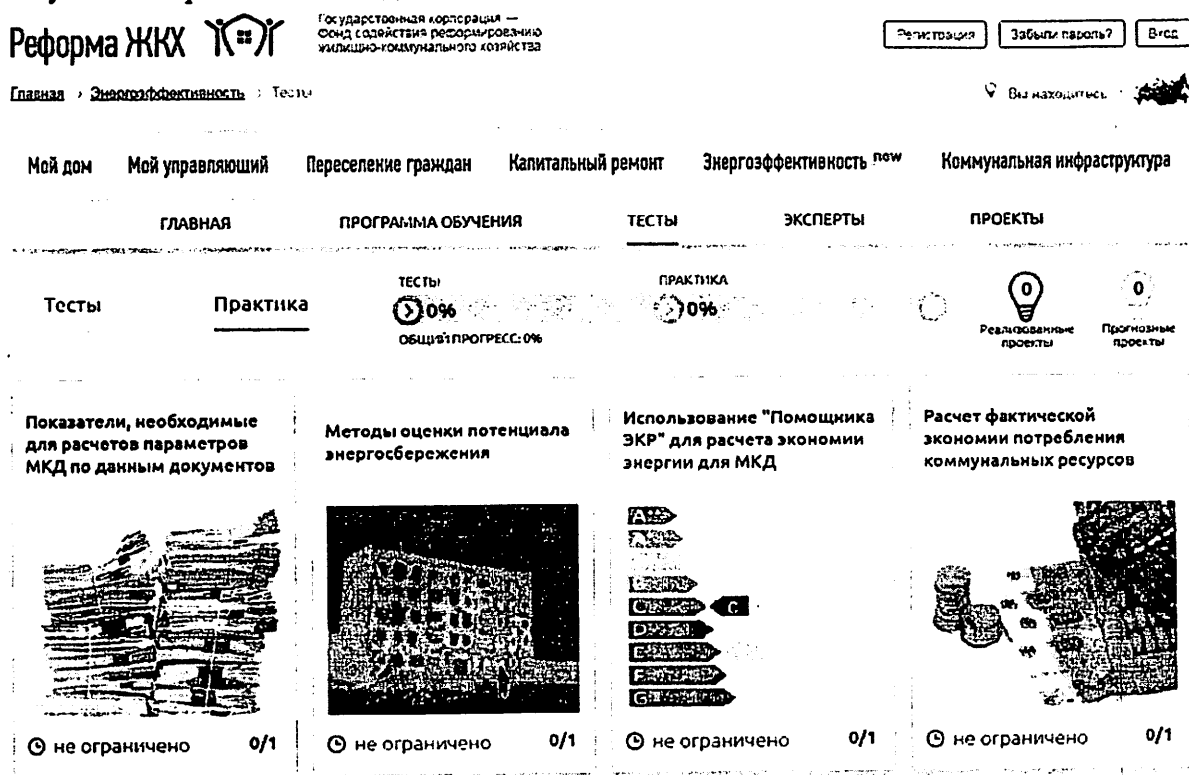 Реформа ЖКХ
Государственная корпорация —
Фонд содействия реформированию
жилищно-коммунального хозяйства
Регистрация
Забыли пароль?
Вход
Главная › Энергоэффективность › Тесты
Вы находитесь
Мой дом
Мой управляющий
Переселение граждан
Капитальный ремонт
Энергоэффективность new
Коммунальная инфраструктура
ГЛАВНАЯ
ПРОГРАММА ОБУЧЕНИЯ
ТЕСТЫ
ЭКСПЕРТЫ
ПРОЕКТЫ
Тесты
Практика
ТЕСТЫ
0%
ОБЩИЙ ПРОГРЕСС: 0%
ПРАКТИКА
0%
0
Реализованные
проекты
0
Прогнозные
проекты
Показатели, необходимые
для расчетов параметров
МКД по данным документов
не ограничено 0/1
Методы оценки потенциала
энергосбережения
не ограничено 0/1
Использование "Помощника
ЭКР" для расчета экономии
энергии для МКД
A
A
B
C
C
D
E
F
G
не ограничено 0/1
Расчет фактической
экономии потребления
коммунальных ресурсов
не ограничено 0/1